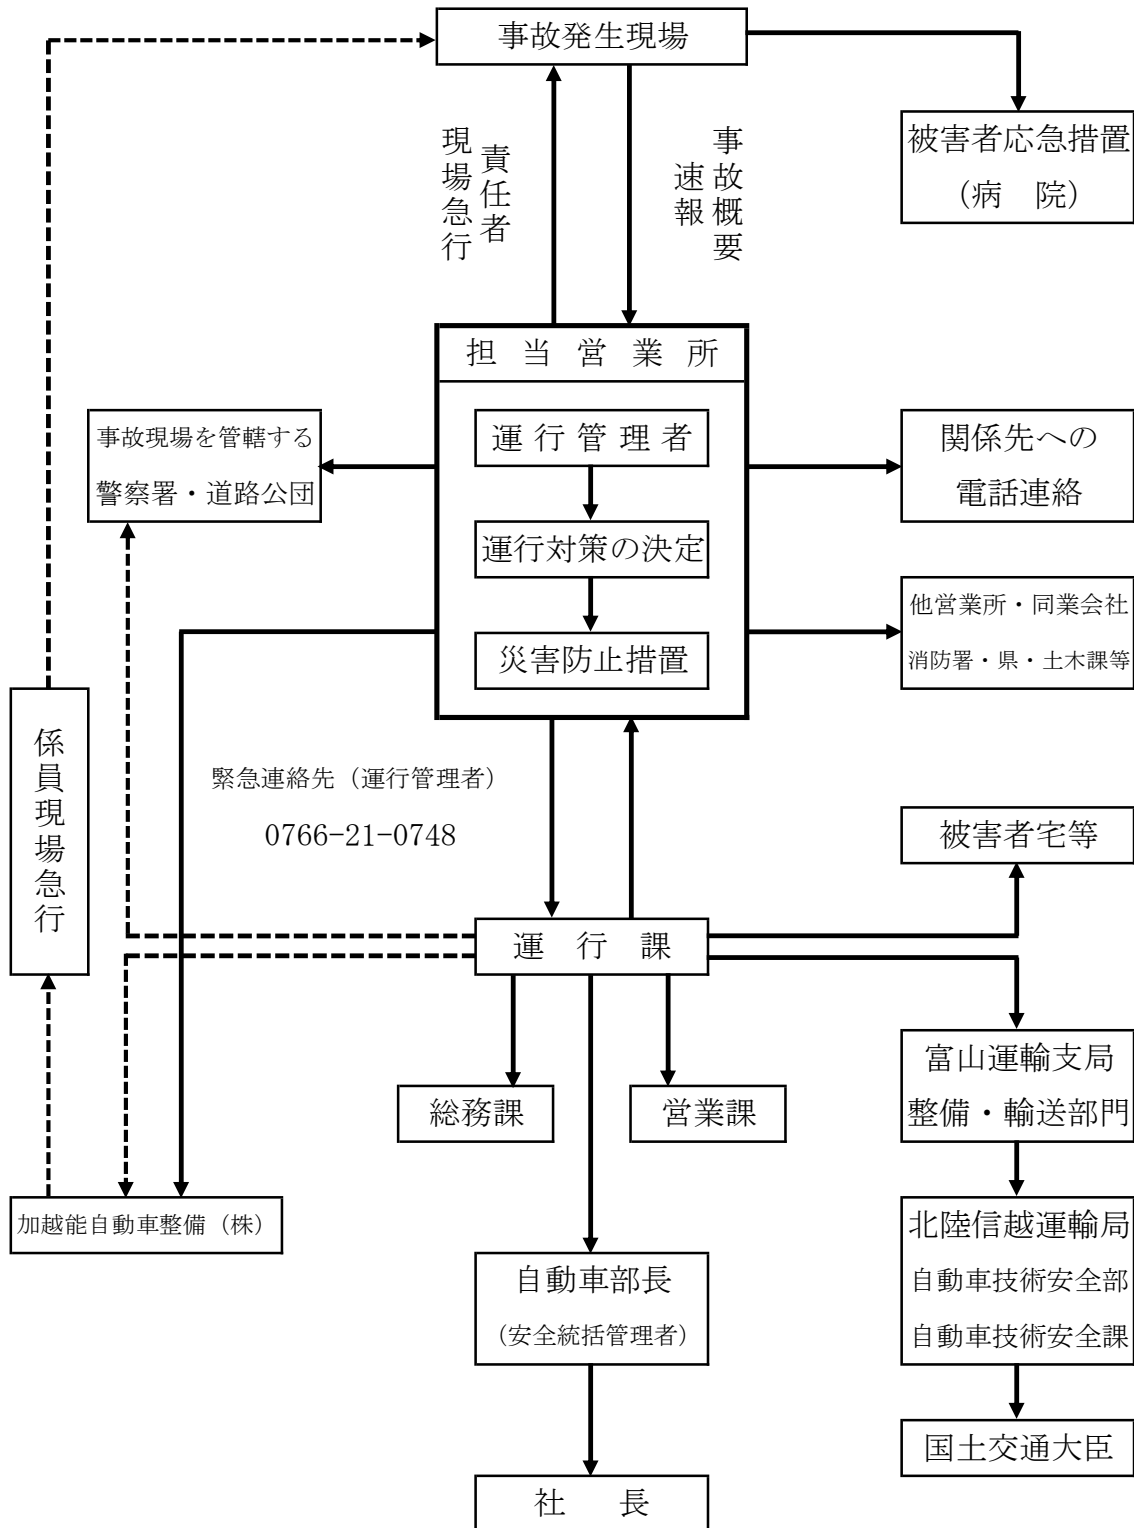 事故発生現場
被害者応急措置
（病　院）
責任者
現場急行
事故概要
速報
担 当 営 業 所
事故現場を管轄する
警察署・道路公団
運 行 管 理 者
運行対策の決定
災害防止措置
関係先への
電話連絡
他営業所・同業会社
消防署・県・土木課等
係員現場急行
緊急連絡先（運行管理者）
0766-21-0748
被害者宅等
運　行　課
総務課
営業課
富山運輸支局
整備・輸送部門
加越能自動車整備（株）
自動車部長
（安全統括管理者）
北陸信越運輸局
自動車技術安全部
自動車技術安全課
国土交通大臣
社　長